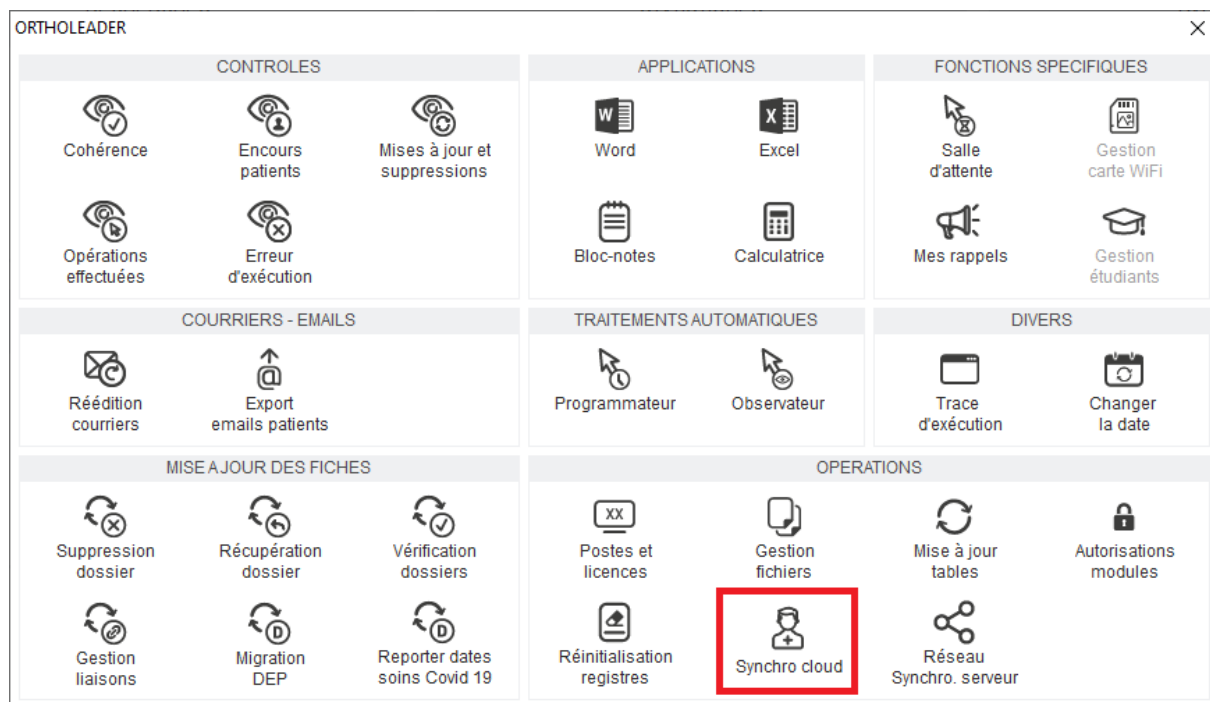 ORTHOLEADER
CONTROLES
APPLICATIONS
FONCTIONS SPECIFIQUES
Cohérence
Encours
patients
Mises à jour et
suppressions
Word
Excel
Salle
d'attente
Gestion
carte WiFi
Opérations
effectuées
Erreur
d'exécution
Bloc-notes
Calculatrice
Mes rappels
Gestion
étudiants
COURRIERS - EMAILS
TRAITEMENTS AUTOMATIQUES
DIVERS
Réédition
courriers
Export
emails patients
Programmateur
Observateur
Trace
d'exécution
Changer
la date
MISE A JOUR DES FICHES
OPERATIONS
Suppression
dossier
Récupération
dossier
Vérification
dossiers
XX
Postes et
licences
Gestion
fichiers
Mise à jour
tables
Autorisations
modules
Gestion
liaisons
D
Migration
DEP
D
Reporter dates
soins Covid 19
Réinitialisation
registres
Synchro cloud
Réseau
Synchro. serveur